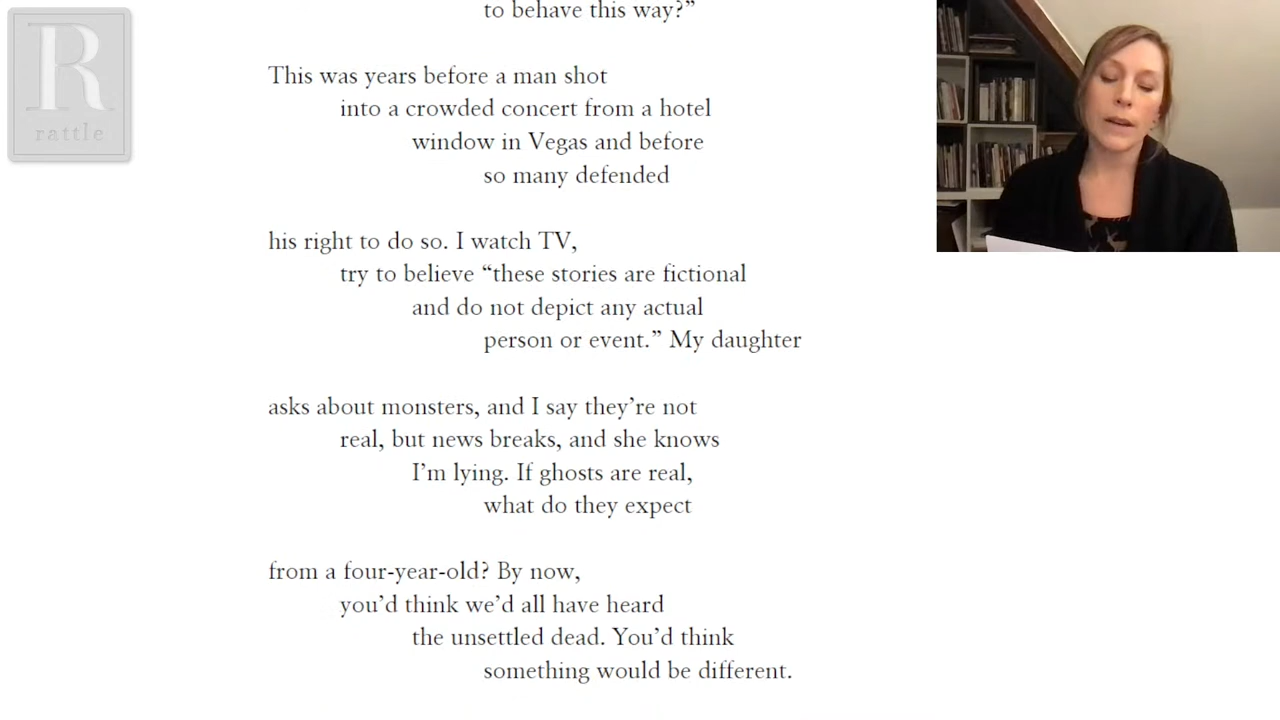 R
rattle
to behave this way?”
This was years before a man shot
into a crowded concert from a hotel
window in Vegas and before
so many defended
his right to do so. I watch TV,
try to believe “these stories are fictional
and do not depict any actual
person or event.” My daughter
asks about monsters, and I say they’re not
real, but news breaks, and she knows
I’m lying. If ghosts are real,
what do they expect
from a four-year-old? By now,
you’d think we’d all have heard
the unsettled dead. You’d think
something would be different.